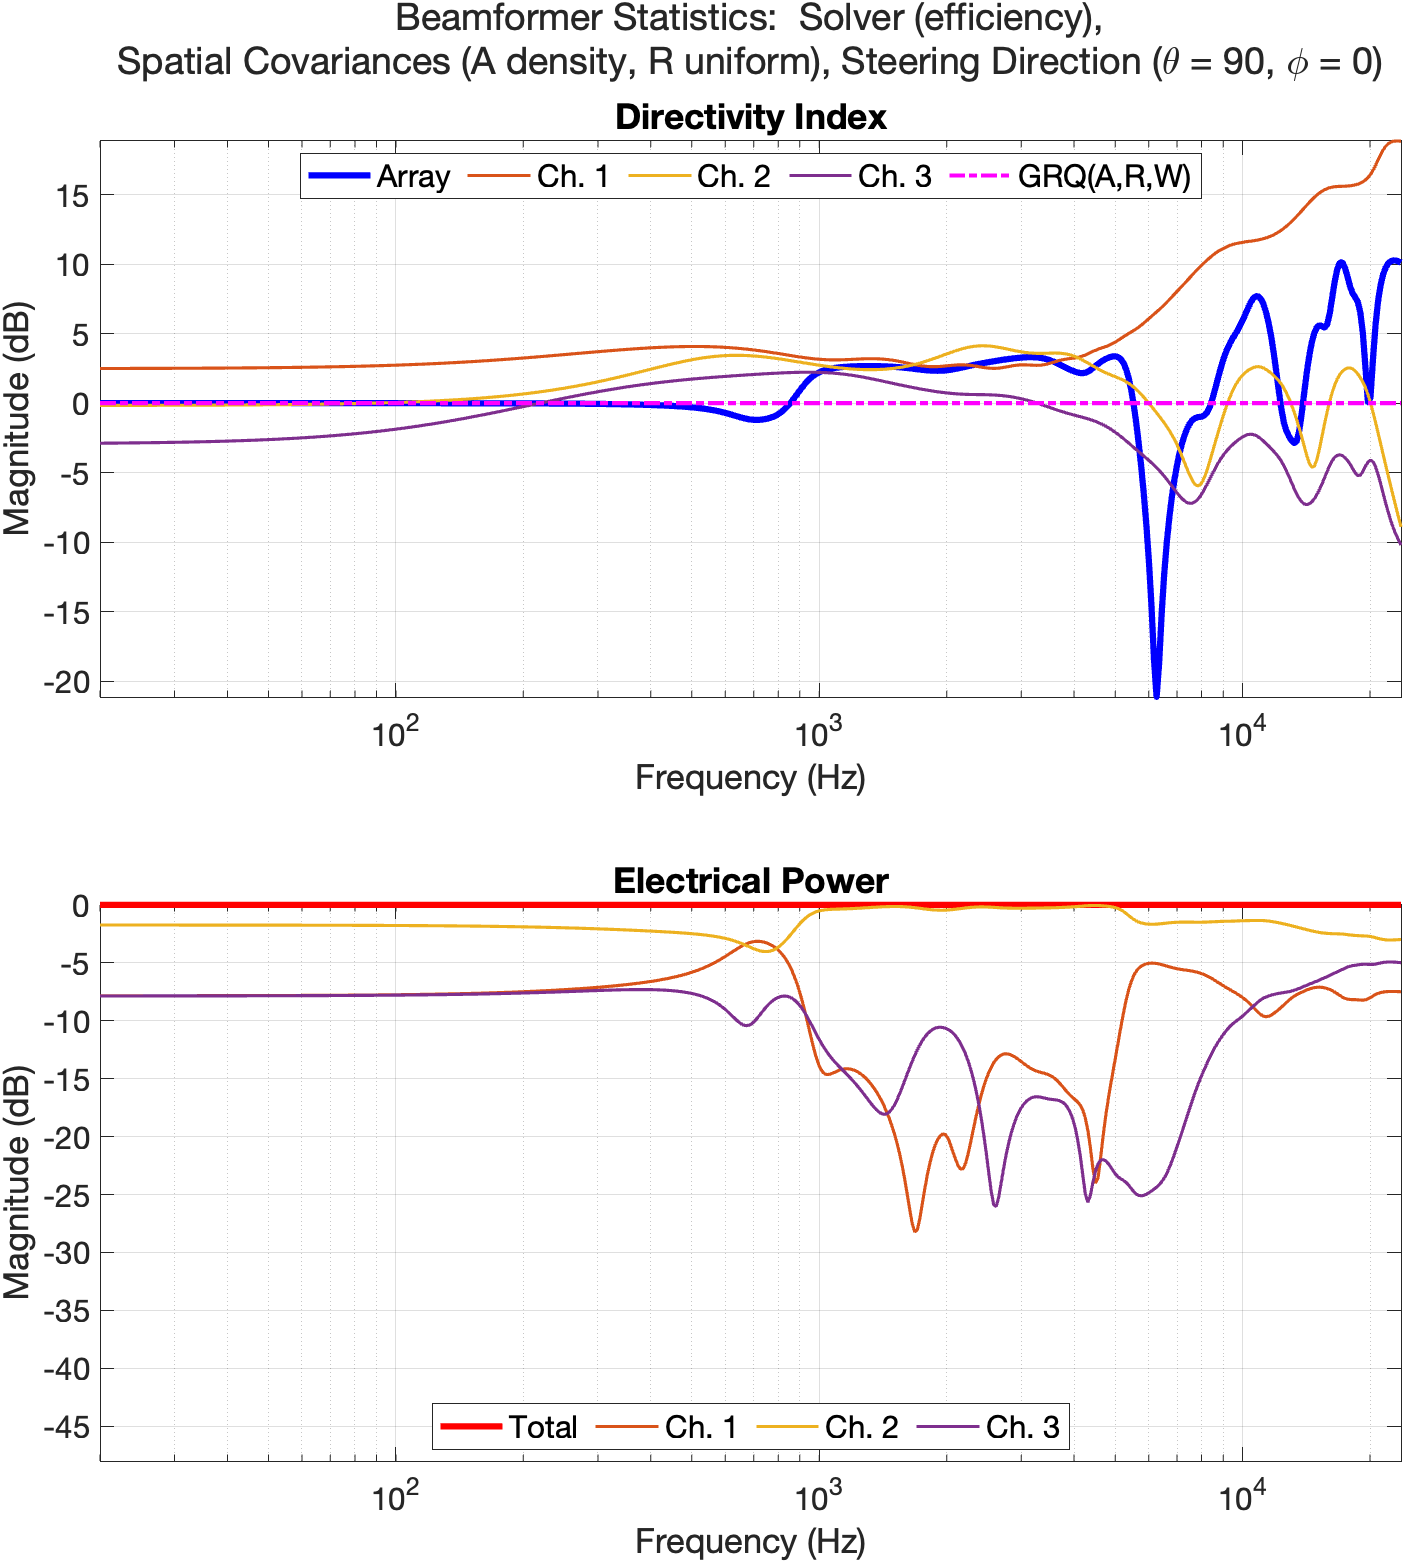 Beamformer Statistics:  Solver (efficiency),
Spatial Covariances (A density, R uniform), Steering Direction (θ = 90, ϕ = 0)
Directivity Index
Array Ch. 1 Ch. 2 Ch. 3 GRQ(A,R,W)
15
10
5
0
-5
-10
-15
-20
Magnitude (dB)
10² 10³ 10⁴
Frequency (Hz)
Electrical Power
0
-5
-10
-15
-20
-25
-30
-35
-40
-45
Magnitude (dB)
Total Ch. 1 Ch. 2 Ch. 3
10² 10³ 10⁴
Frequency (Hz)